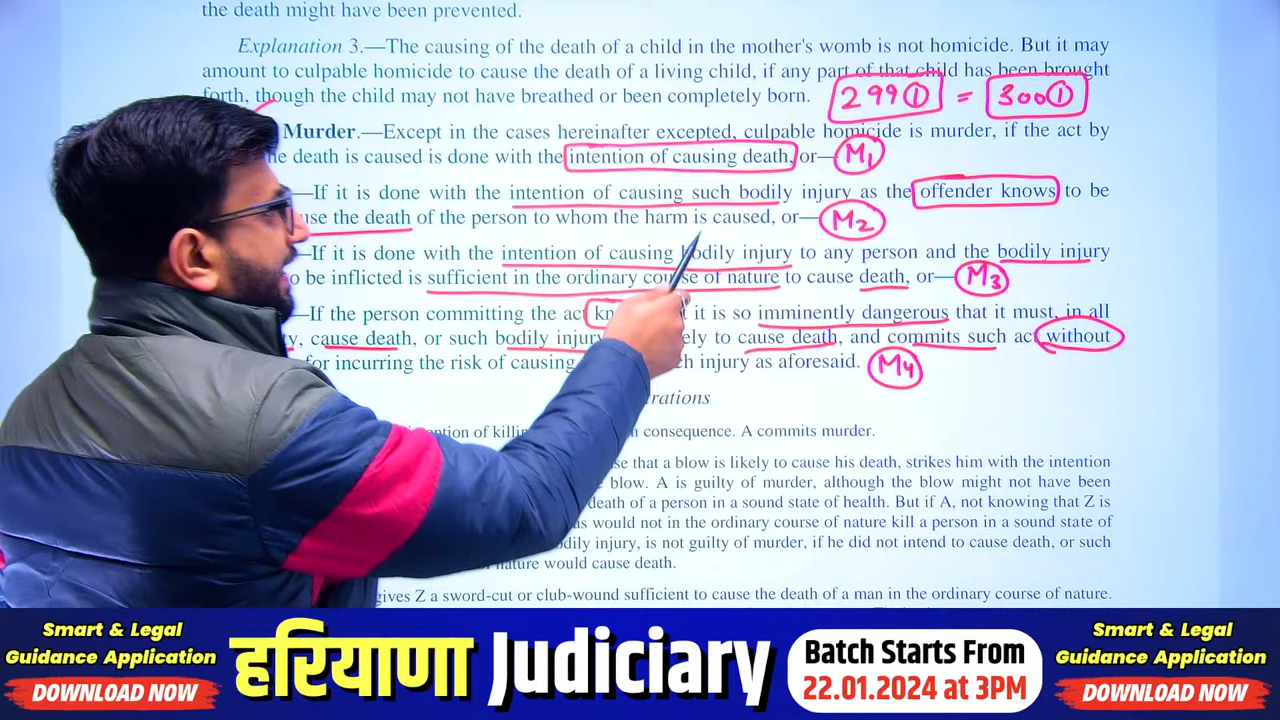 the death might have been prevented.
Explanation 3.—The causing of the death of a child in the mother's womb is not homicide. But it may
amount to culpable homicide to cause the death of a living child, if any part of that child has been brought
forth, though the child may not have breathed or been completely born.
299① = 300①
Murder.—Except in the cases hereinafter excepted, culpable homicide is murder, if the act by
the death is caused is done with the intention of causing death, or— M1
—If it is done with the intention of causing such bodily injury as the offender knows to be
the death of the person to whom the harm is caused, or— M2
—If it is done with the intention of causing bodily injury to any person and the bodily injury
be inflicted is sufficient in the ordinary course of nature to cause death, or— M3
—If the person committing the act it is so imminently dangerous that it must, in all
cause death, or such bodily injury to cause death, and commits such act without
for incurring the risk of causing injury as aforesaid. M4
of killing consequence. A commits murder.
that a blow is likely to cause his death, strikes him with the intention
blow. A is guilty of murder, although the blow might not have been
death of a person in a sound state of health. But if A, not knowing that Z is
would not in the ordinary course of nature kill a person in a sound state of
bodily injury, is not guilty of murder, if he did not intend to cause death, or such
nature would cause death.
gives Z a sword-cut or club-wound sufficient to cause the death of a man in the ordinary course of nature.
Smart & Legal
Guidance Application
DOWNLOAD NOW
हरियाणा Judiciary
Batch Starts From
22.01.2024 at 3PM
Smart & Legal
Guidance Application
DOWNLOAD NOW